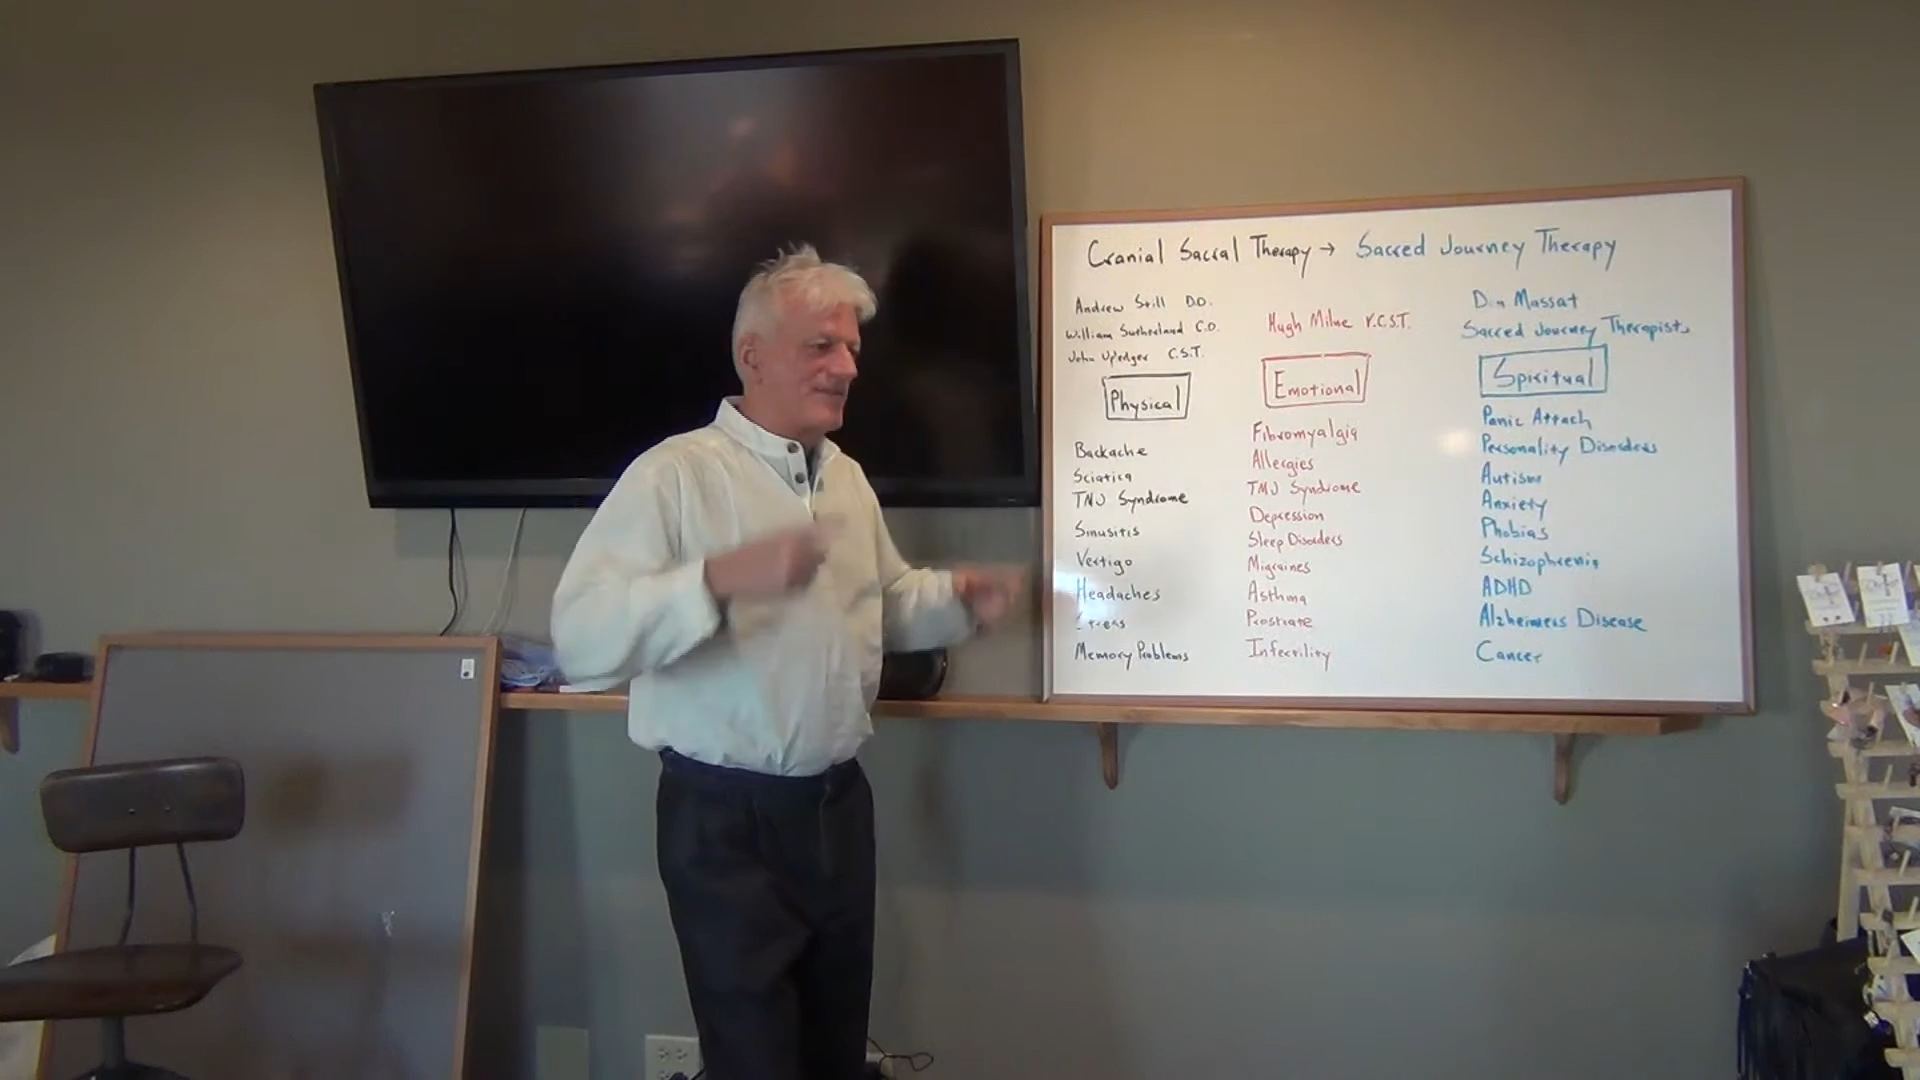 Cranial Sacral Therapy → Sacred Journey Therapy
Andrew Still D.O.
William Sutherland C.O.
John Upledger C.S.T.
Physical
Backache
Sciatica
TMJ Syndrome
Sinusitis
Vertigo
Headaches
Memory Problems
Hugh Milne V.C.S.T.
Emotional
Fibromyalgia
Allergies
TMJ Syndrome
Depression
Sleep Disorders
Migraines
Asthma
Prostrate
Infertility
Massat
Sacred Journey Therapists
Spiritual
Panic Attach
Personality Disorders
Autism
Anxiety
Phobias
Schizophrenia
ADHD
Alzheimers Disease
Cancer